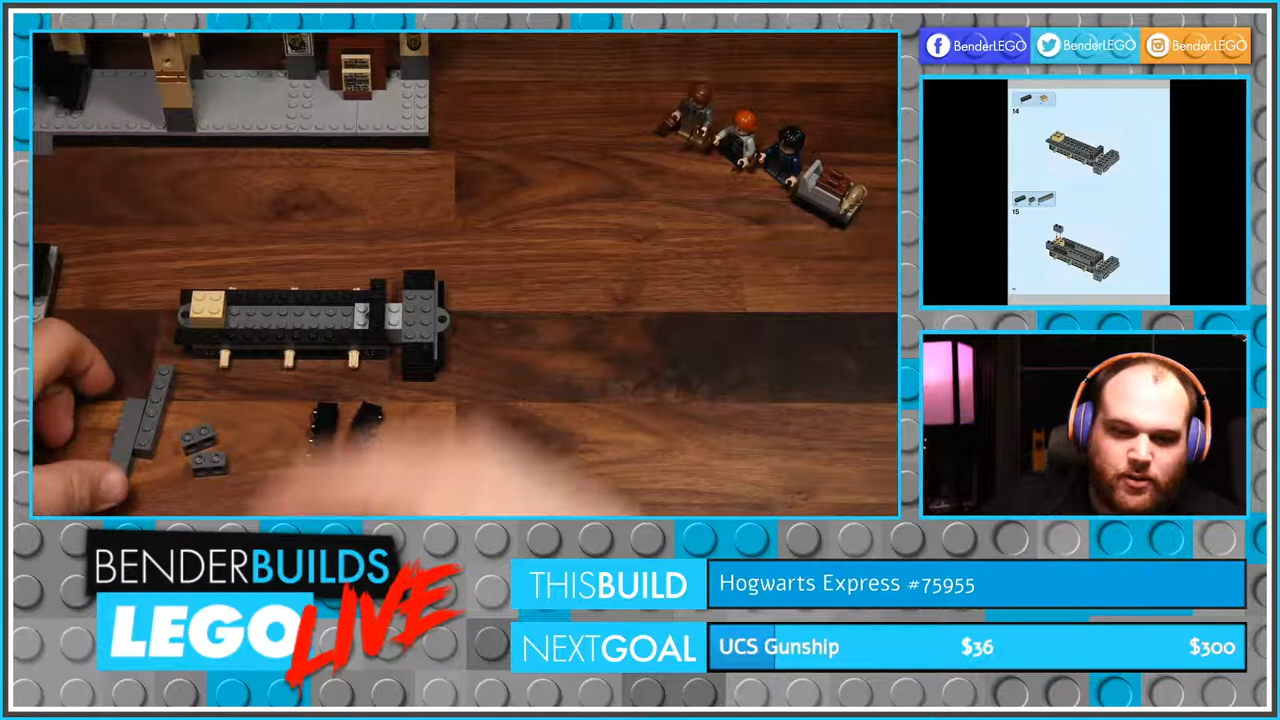 BenderLEGO
BenderLEGO
Bender.LEGO
14
15
BENDERBUILDS
LEGO LIVE
THISBUILD
Hogwarts Express #75955
NEXTGOAL
UCS Gunship $36 $300